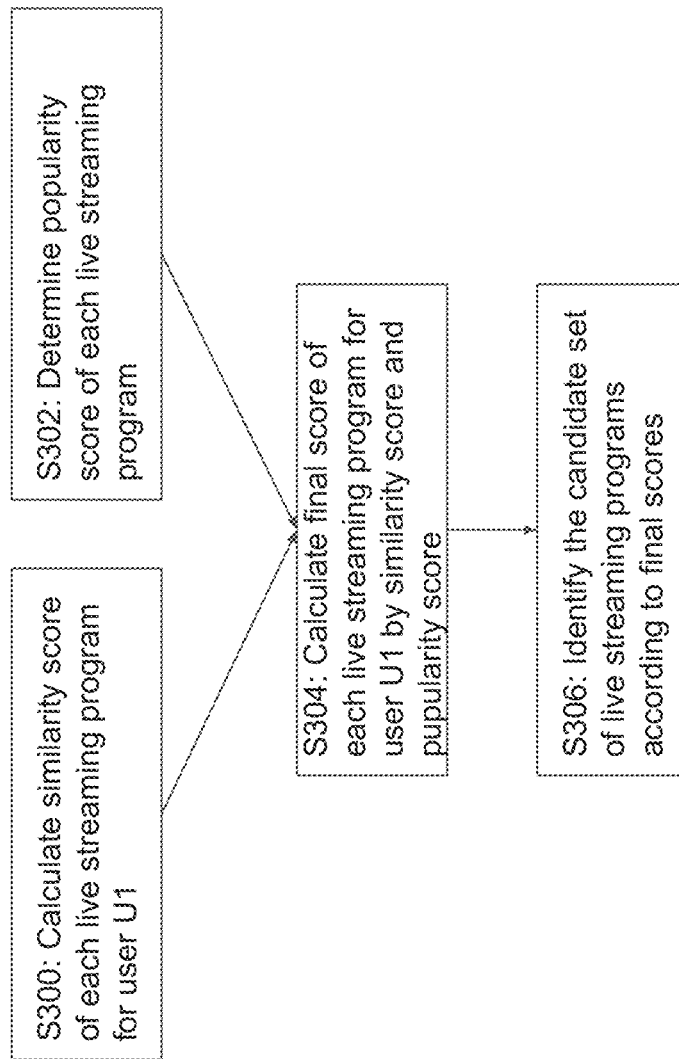 S300: Calculate similarity score
of each live streaming program
for user U1
S302: Determine popularity
score of each live streaming
program
S304: Calculate final score of
each live streaming program for
user U1 by similarity score and
pupularity score
S306: Identify the candidate set
of live streaming programs
according to final scores